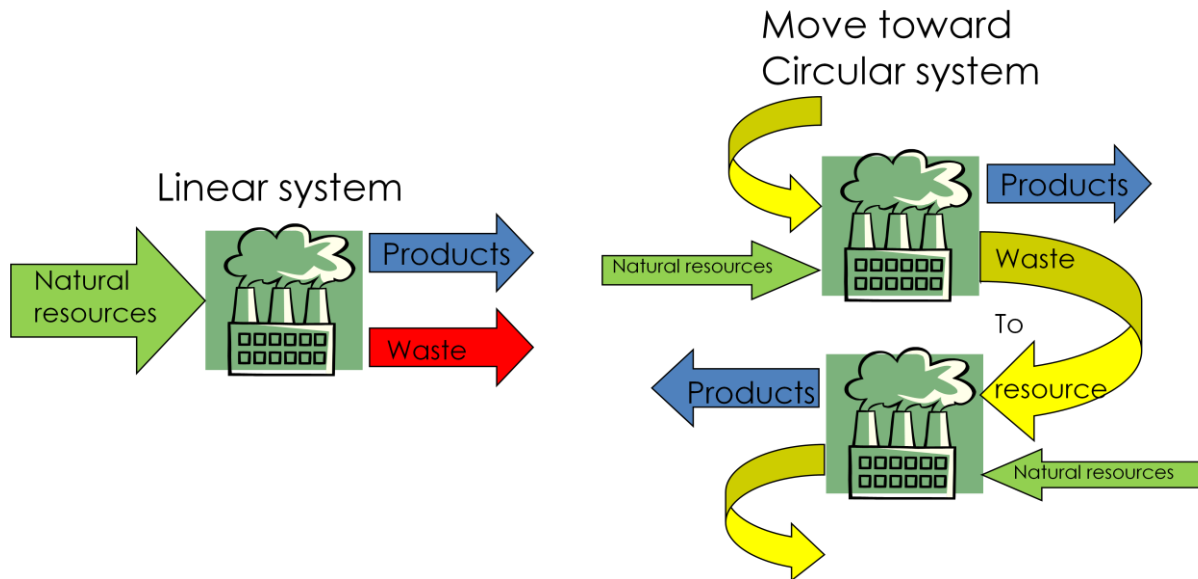 Linear system
Natural
resources
Products
Waste
Move toward
Circular system
Products
Natural resources
Waste
To
resource
Products
Natural resources